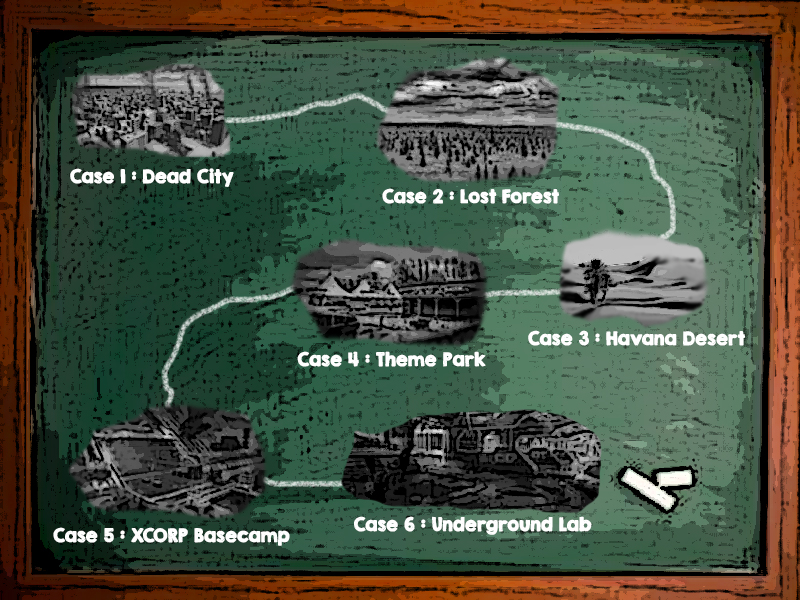 Case 1 : Dead City
Case 2 : Lost Forest
Case 3 : Havana Desert
Case 4 : Theme Park
Case 5 : XCORP Basecamp
Case 6 : Underground Lab